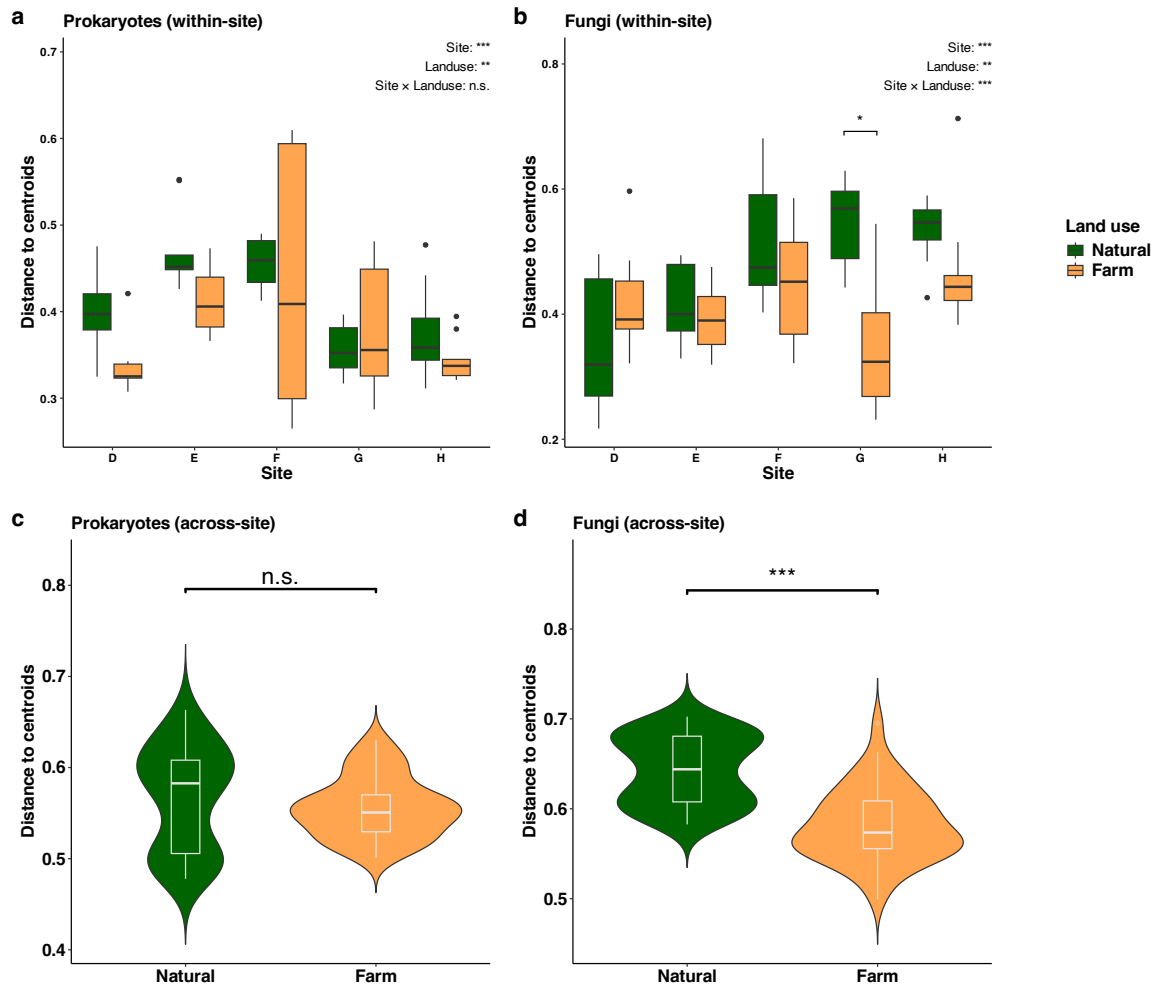 a Prokaryotes (within-site)
Site: ***
Landuse: **
Site × Landuse: n.s.
0.7
0.6
0.5
0.4
0.3
Distance to centroids
D E F G H
Site
b Fungi (within-site)
Site: ***
Landuse: **
Site × Landuse: ***
*
0.8
0.6
0.4
0.2
Distance to centroids
D E F G H
Site
Land use
Natural
Farm
c Prokaryotes (across-site)
n.s.
0.8
0.7
0.6
0.5
0.4
Distance to centroids
Natural Farm
d Fungi (across-site)
***
0.8
0.7
0.6
0.5
Distance to centroids
Natural Farm